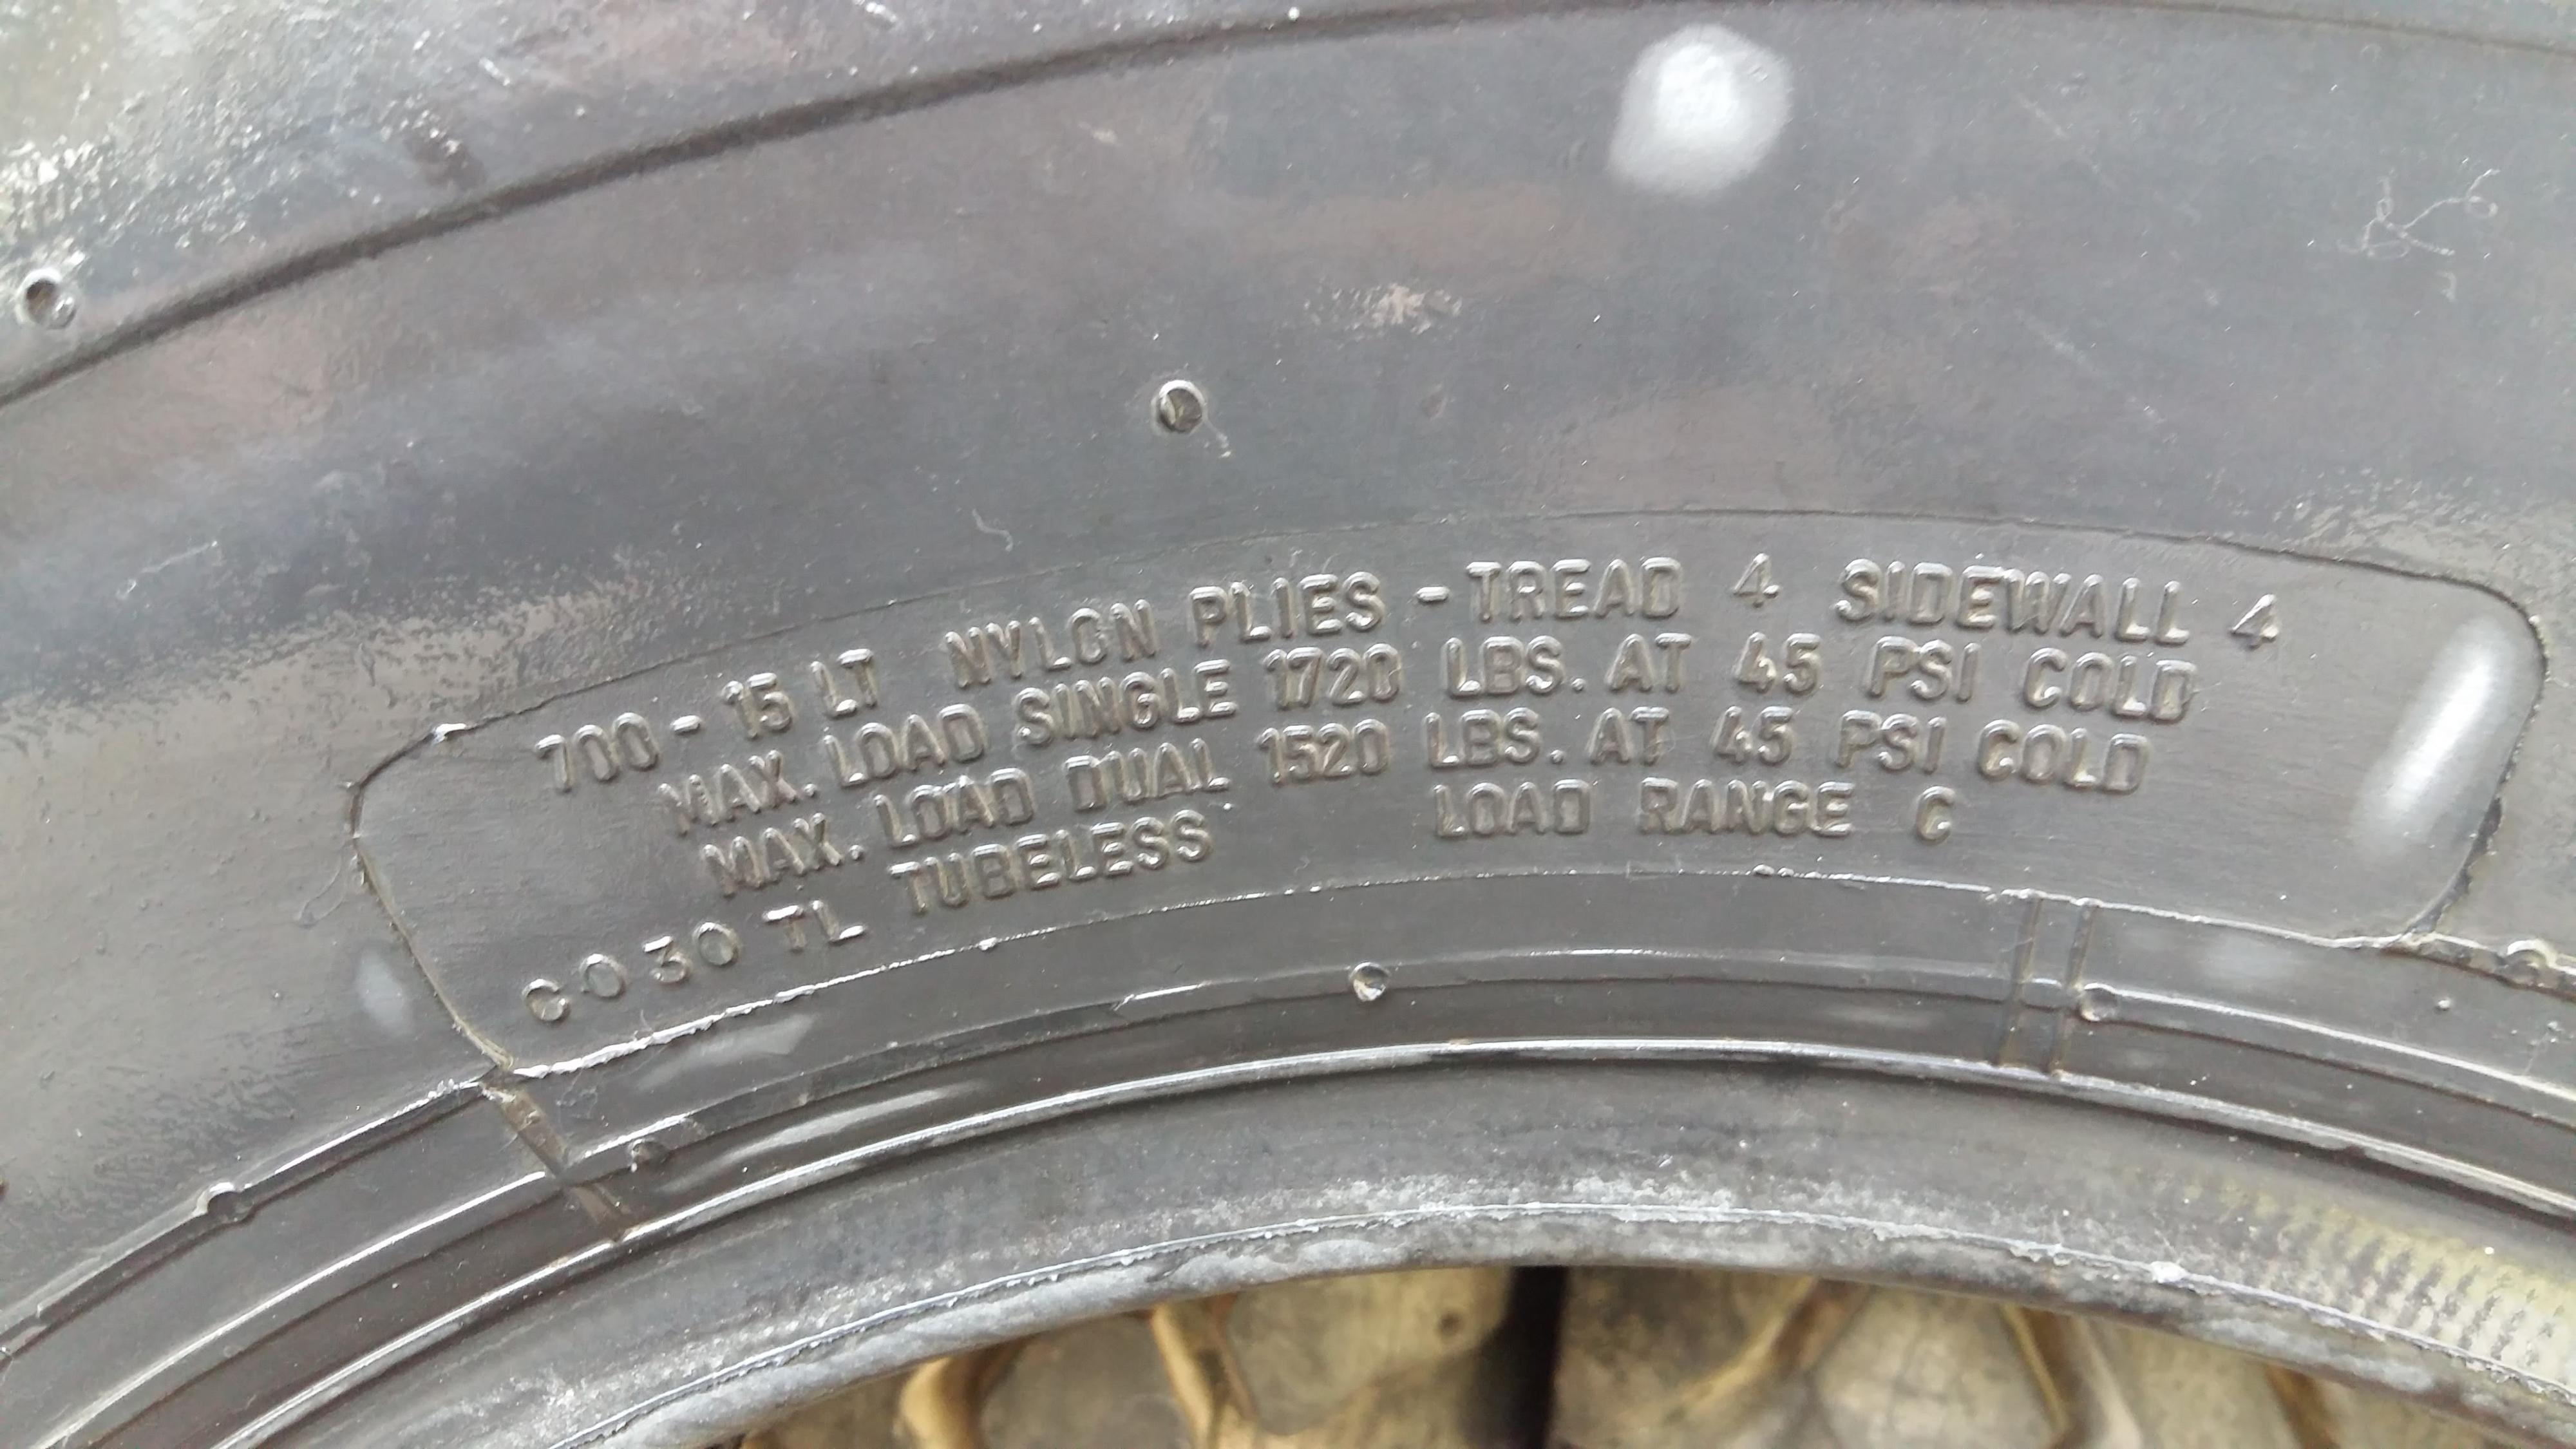 700 - 15 LT NYLON PLIES - TREAD 4 SIDEWALL 4
MAX. LOAD SINGLE 1720 LBS. AT 45 PSI COLD
MAX. LOAD DUAL 1520 LBS. AT 45 PSI COLD
C030 TL TUBELESS LOAD RANGE C